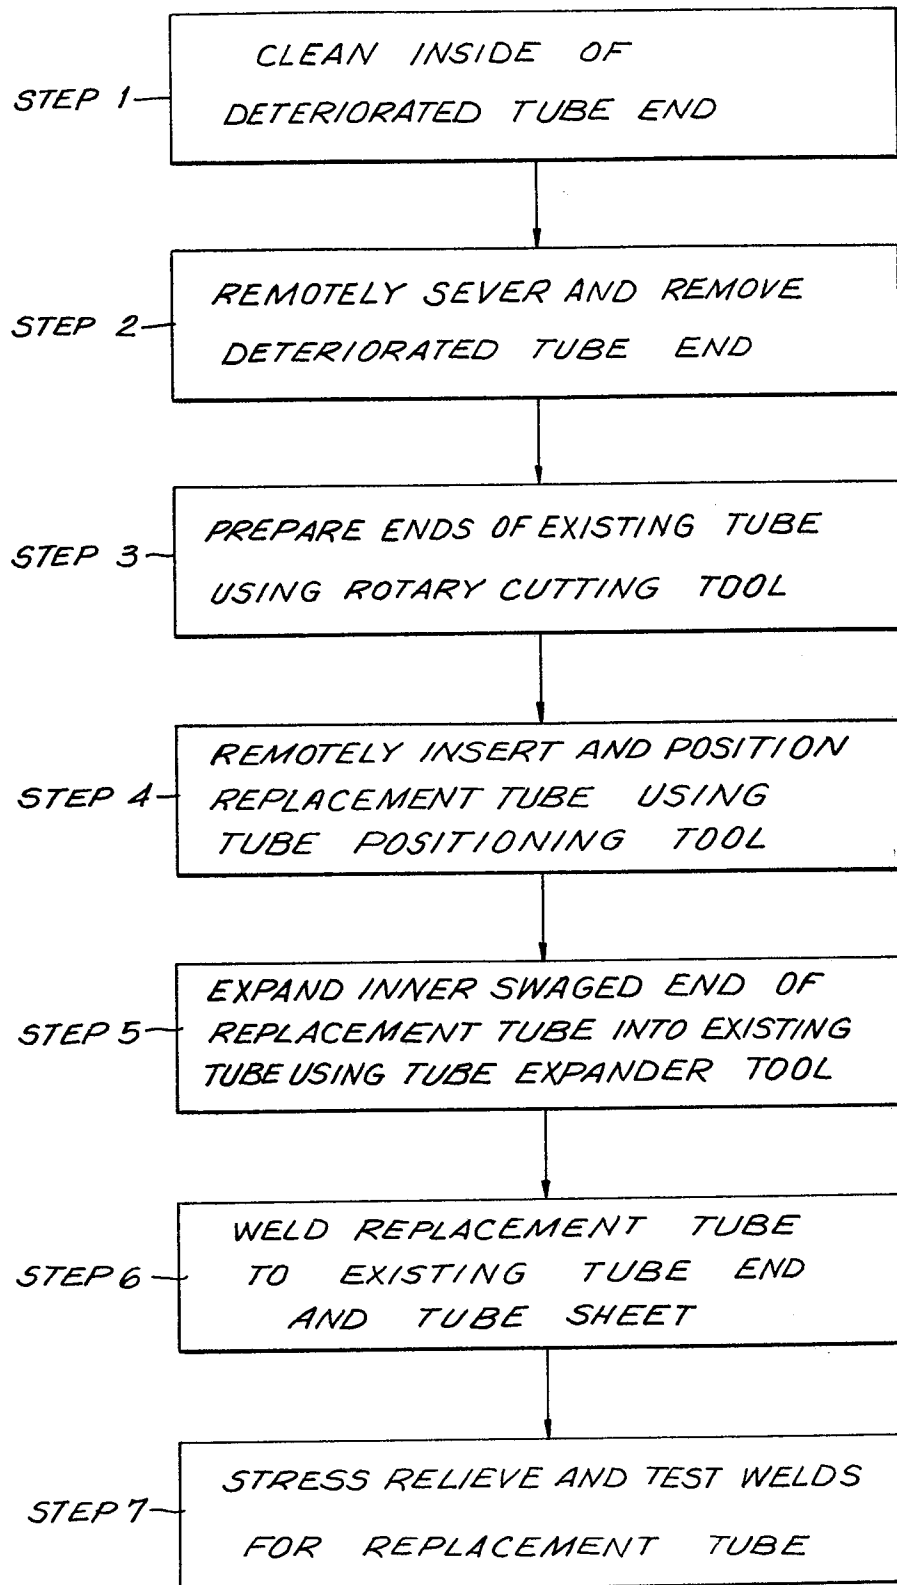 CLEAN INSIDE OF
STEP 1
DETERIORATED TUBE END
REMOTELY SEVER AND REMOVE
STEP 2
DETERIORATED TUBE END
PREPARE ENDS OF EXISTING TUBE
STEP 3
USING ROTARY CUTTING TOOL
REMOTELY INSERT AND POSITION
STEP 4
REPLACEMENT TUBE USING
TUBE POSITIONING TOOL
EXPAND INNER SWAGED END OF
STEP 5
REPLACEMENT TUBE INTO EXISTING
TUBE USING TUBE EXPANDER TOOL
WELD REPLACEMENT TUBE
STEP 6
TO EXISTING TUBE END
AND TUBE SHEET
STRESS RELIEVE AND TEST WELDS
STEP 7
FOR REPLACEMENT TUBE